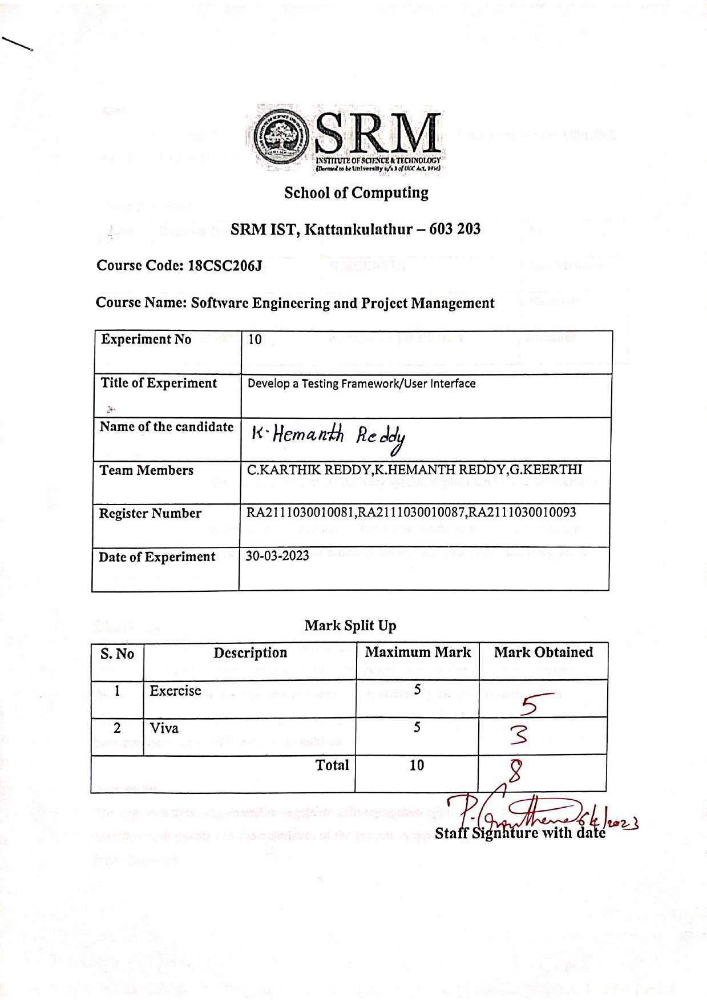 SRM
INSTITUTE OF SCIENCE & TECHNOLOGY
(Deemed to be University u/s 3 of UGC Act, 1956)
School of Computing
SRM IST, Kattankulathur – 603 203
Course Code: 18CSC206J
Course Name: Software Engineering and Project Management
Experiment No 10
Title of Experiment Develop a Testing Framework/User Interface
Name of the candidate K. Hemanth Reddy
Team Members C.KARTHIK REDDY,K.HEMANTH REDDY,G.KEERTHI
Register Number RA2111030010081,RA2111030010087,RA2111030010093
Date of Experiment 30-03-2023
Mark Split Up
S. No Description Maximum Mark Mark Obtained
1 Exercise 5 5
2 Viva 5 3
Total 10 8
6/4/2023
Staff Signature with date